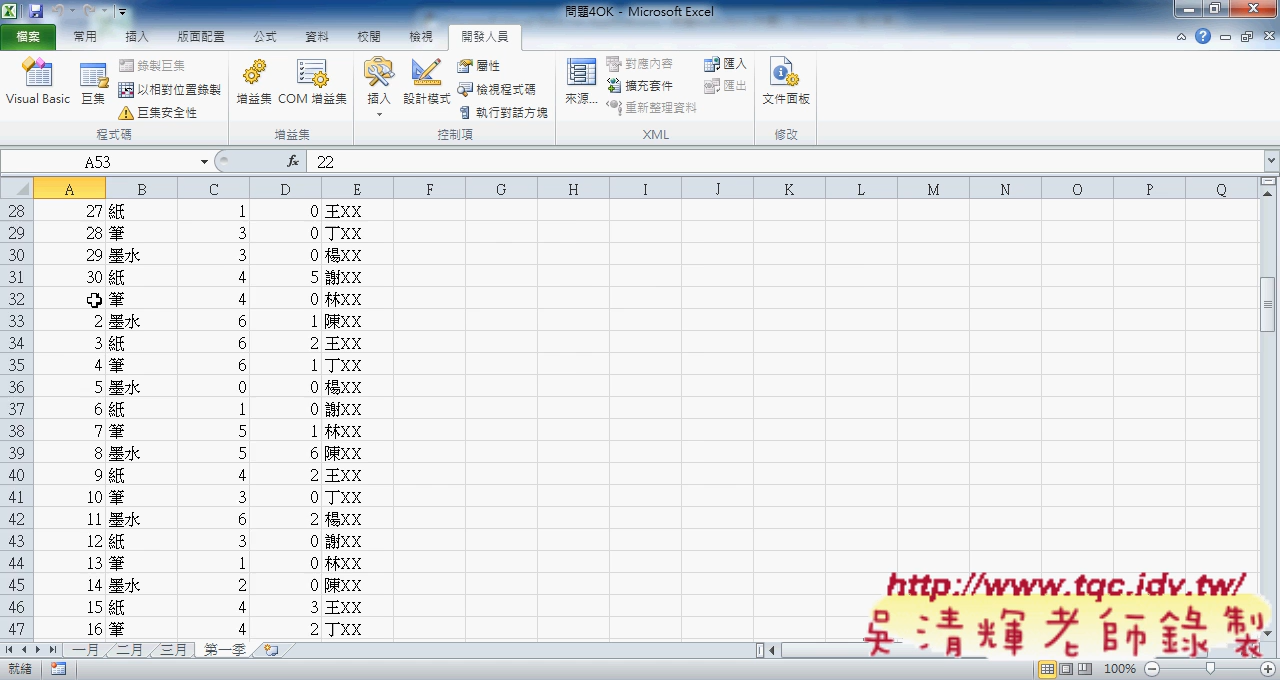 問題4OK - Microsoft Excel
檔案 常用 插入 版面配置 公式 資料 校閱 檢視 開發人員
Visual Basic 巨集 錄製巨集 以相對位置錄製 巨集安全性 增益集 COM 增益集 插入 設計模式 屬性 檢視程式碼 執行對話方塊 來源... 對應內容 擴充套件 重新整理資料 匯入 匯出 文件面板
程式碼 增益集 控制項 XML 修改
A53 fx 22
A B C D E F G H I J K L M N O P Q
28 27 紙 1 0 王XX
29 28 筆 3 0 丁XX
30 29 墨水 3 0 楊XX
31 30 紙 4 5 謝XX
32 筆 4 0 林XX
33 2 墨水 6 1 陳XX
34 3 紙 6 2 王XX
35 4 筆 6 1 丁XX
36 5 墨水 0 0 楊XX
37 6 紙 1 0 謝XX
38 7 筆 5 1 林XX
39 8 墨水 5 6 陳XX
40 9 紙 4 2 王XX
41 10 筆 3 0 丁XX
42 11 墨水 6 2 楊XX
43 12 紙 3 0 謝XX
44 13 筆 1 0 林XX
45 14 墨水 2 0 陳XX
46 15 紙 4 3 王XX
47 16 筆 4 2 丁XX
http://www.tqc.idv.tw/
吳清輝老師錄製
一月 二月 三月 第一季
就緒 100%